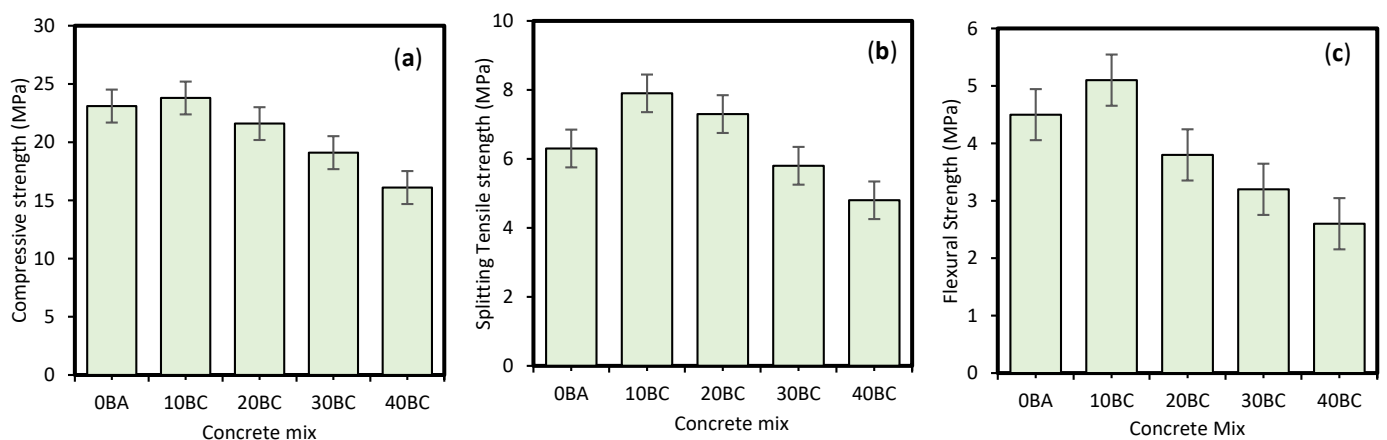 (a)
Compressive strength (MPa)
30
25
20
15
10
5
0
0BA 10BC 20BC 30BC 40BC
Concrete mix
(b)
Splitting Tensile strength (MPa)
10
8
6
4
2
0
0BA 10BC 20BC 30BC 40BC
Concrete mix
(c)
Flexural Strength (MPa)
6
5
4
3
2
1
0
0BA 10BC 20BC 30BC 40BC
Concrete Mix